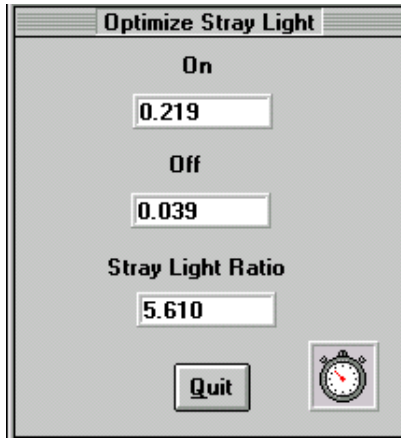 Optimize Stray Light
On
0.219
Off
0.039
Stray Light Ratio
5.610
Quit